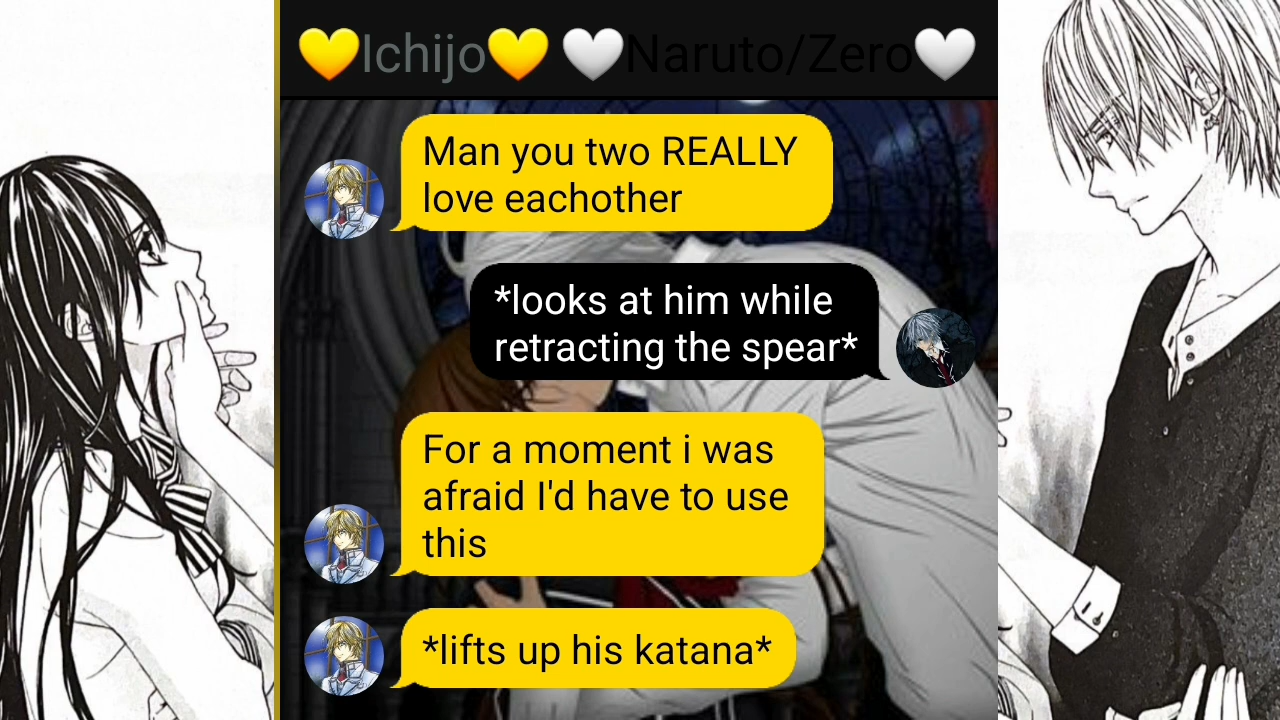 💛Ichijo💛 🤍Naruto/Zero🤍
Man you two REALLY
love eachother
*looks at him while
retracting the spear*
For a moment i was
afraid I'd have to use
this
*lifts up his katana*